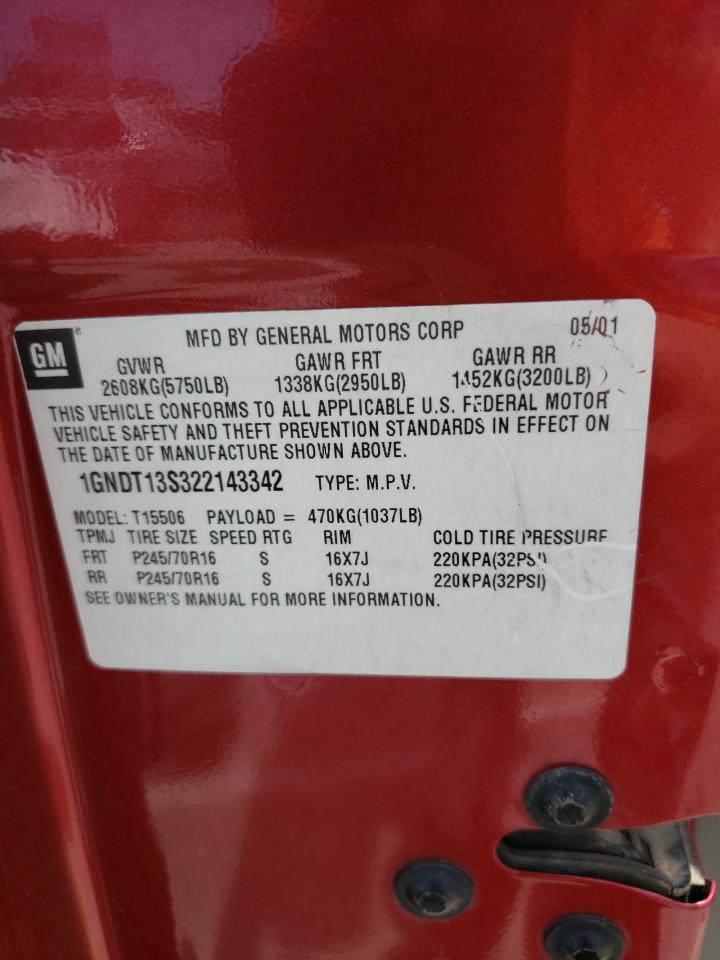 GM
MFD BY GENERAL MOTORS CORP 05/01
GVWR GAWR FRT GAWR RR
2608KG(5750LB) 1338KG(2950LB) 1452KG(3200LB)
THIS VEHICLE CONFORMS TO ALL APPLICABLE U.S. FEDERAL MOTOR
VEHICLE SAFETY AND THEFT PREVENTION STANDARDS IN EFFECT ON
THE DATE OF MANUFACTURE SHOWN ABOVE.
1GNDT13S322143342 TYPE: M.P.V.
MODEL: T15506 PAYLOAD = 470KG(1037LB)
TPMJ TIRE SIZE SPEED RTG RIM COLD TIRE PRESSURE
FRT P245/70R16 S 16X7J 220KPA(32PSI)
RR P245/70R16 S 16X7J 220KPA(32PSI)
SEE OWNER'S MANUAL FOR MORE INFORMATION.